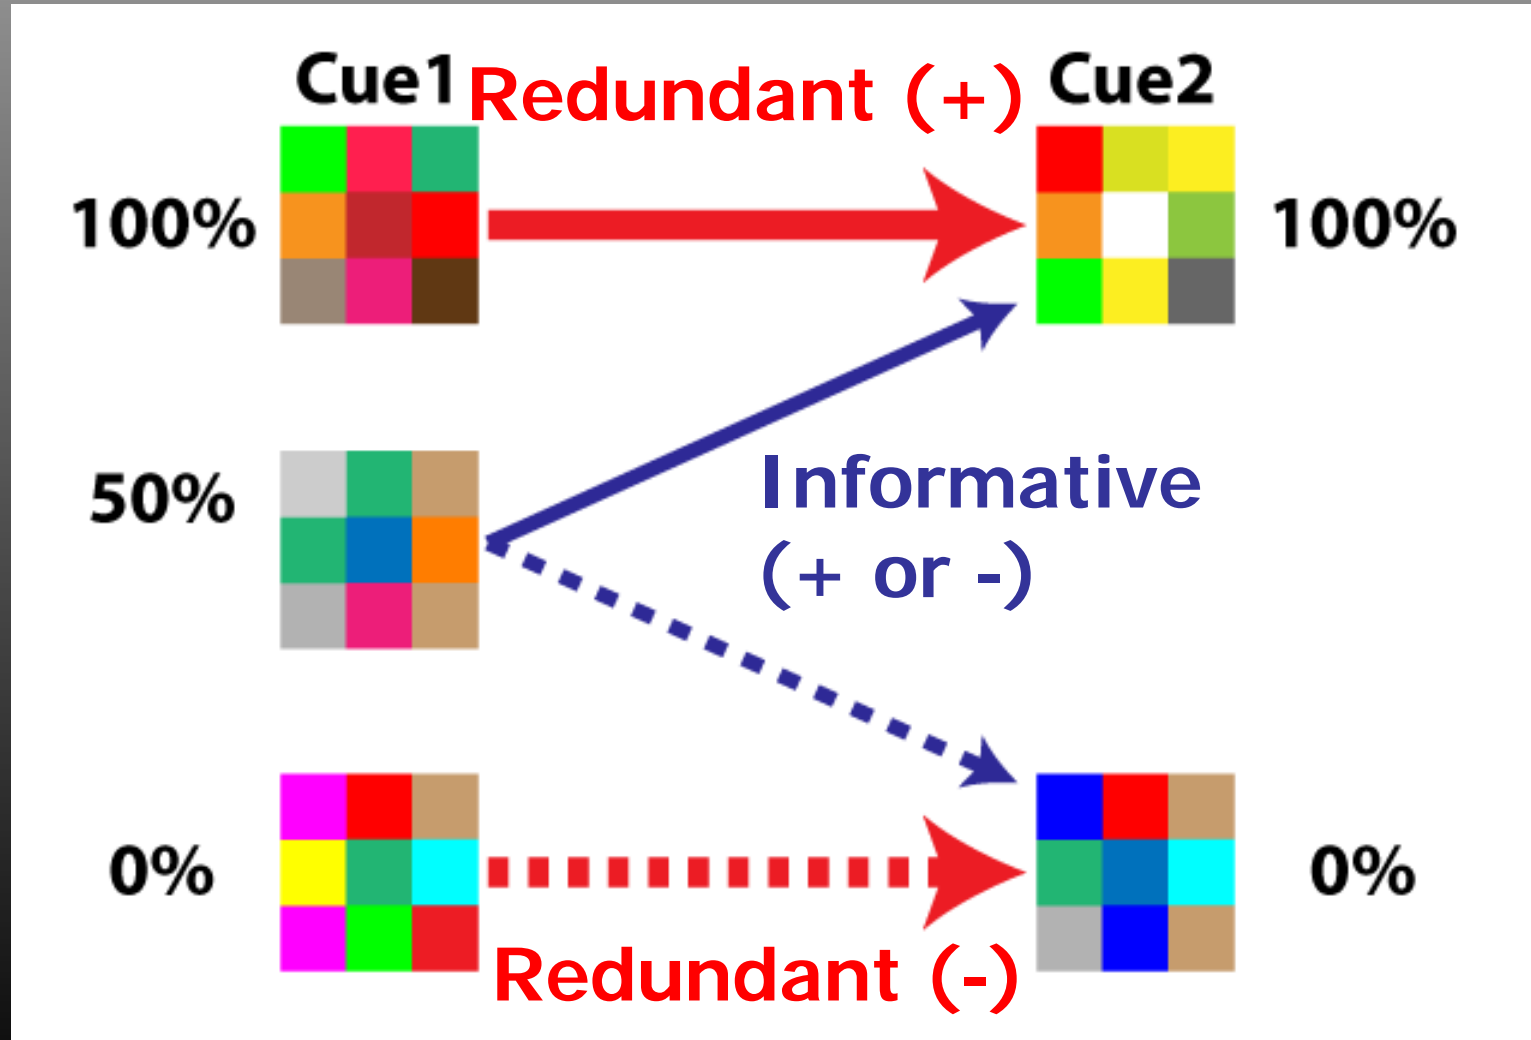 Cue1
Redundant (+)
Cue2
100%
100%
50%
Informative
(+ or -)
0%
0%
Redundant (-)